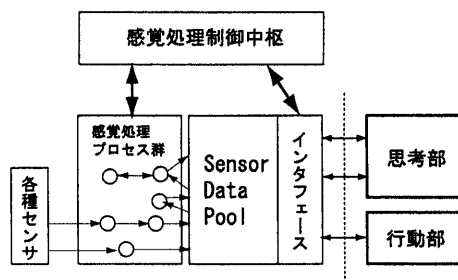 感覚処理制御中枢
感覚処理
プロセス群
Sensor
Data
Pool
インタフェース
思考部
行動部
各種センサ